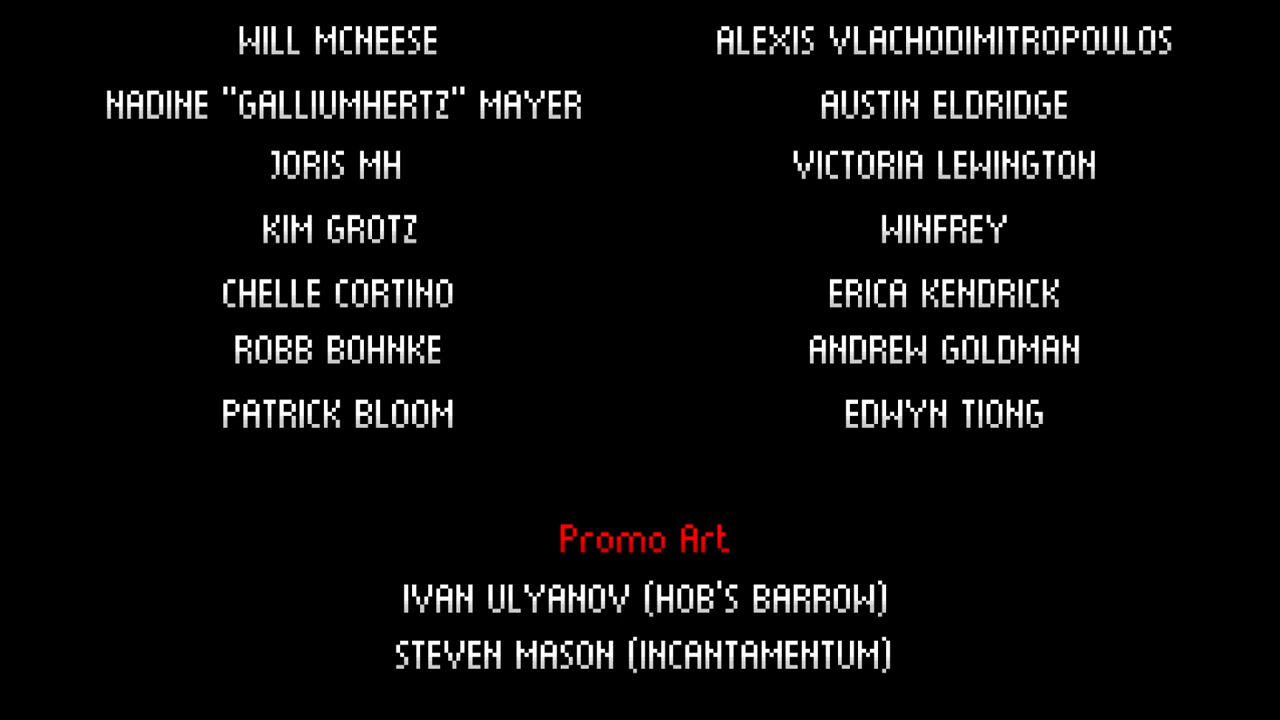 WILL MCNEESE ALEXIS VLACHODIMITROPOULOS
NADINE "GALLIUMHERTZ" MAYER AUSTIN ELDRIDGE
JORIS MH VICTORIA LEWINGTON
KIM GROTZ WINFREY
CHELLE CORTINO ERICA KENDRICK
ROBB BOHNKE ANDREW GOLDMAN
PATRICK BLOOM EDWYN TIONG
Promo Art
IVAN ULYANOV (HOB'S BARROW)
STEVEN MASON (INCANTAMENTUM)